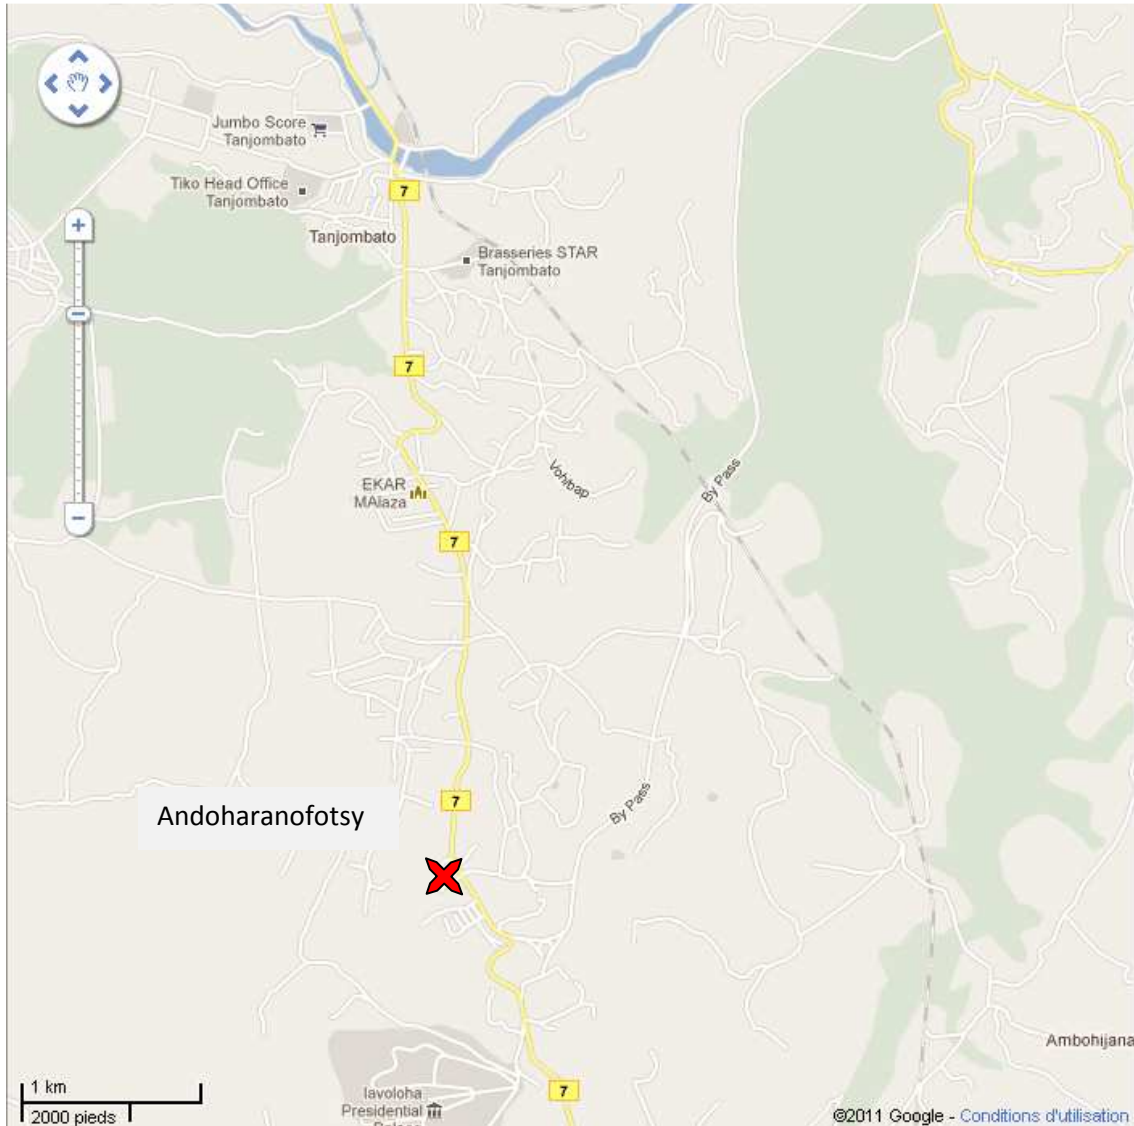 Jumbo Score
Tanjombato
Tiko Head Office
Tanjombato
7
Tanjombato
Brasseries STAR
Tanjombato
+
7
By Pass
Vohibap
EKAR
MAiaza
−
7
By Pass
7
Andoharanofotsy
Ambohijana
1 km
2000 pieds
Iavoloha
Presidential
7
©2011 Google - Conditions d'utilisation